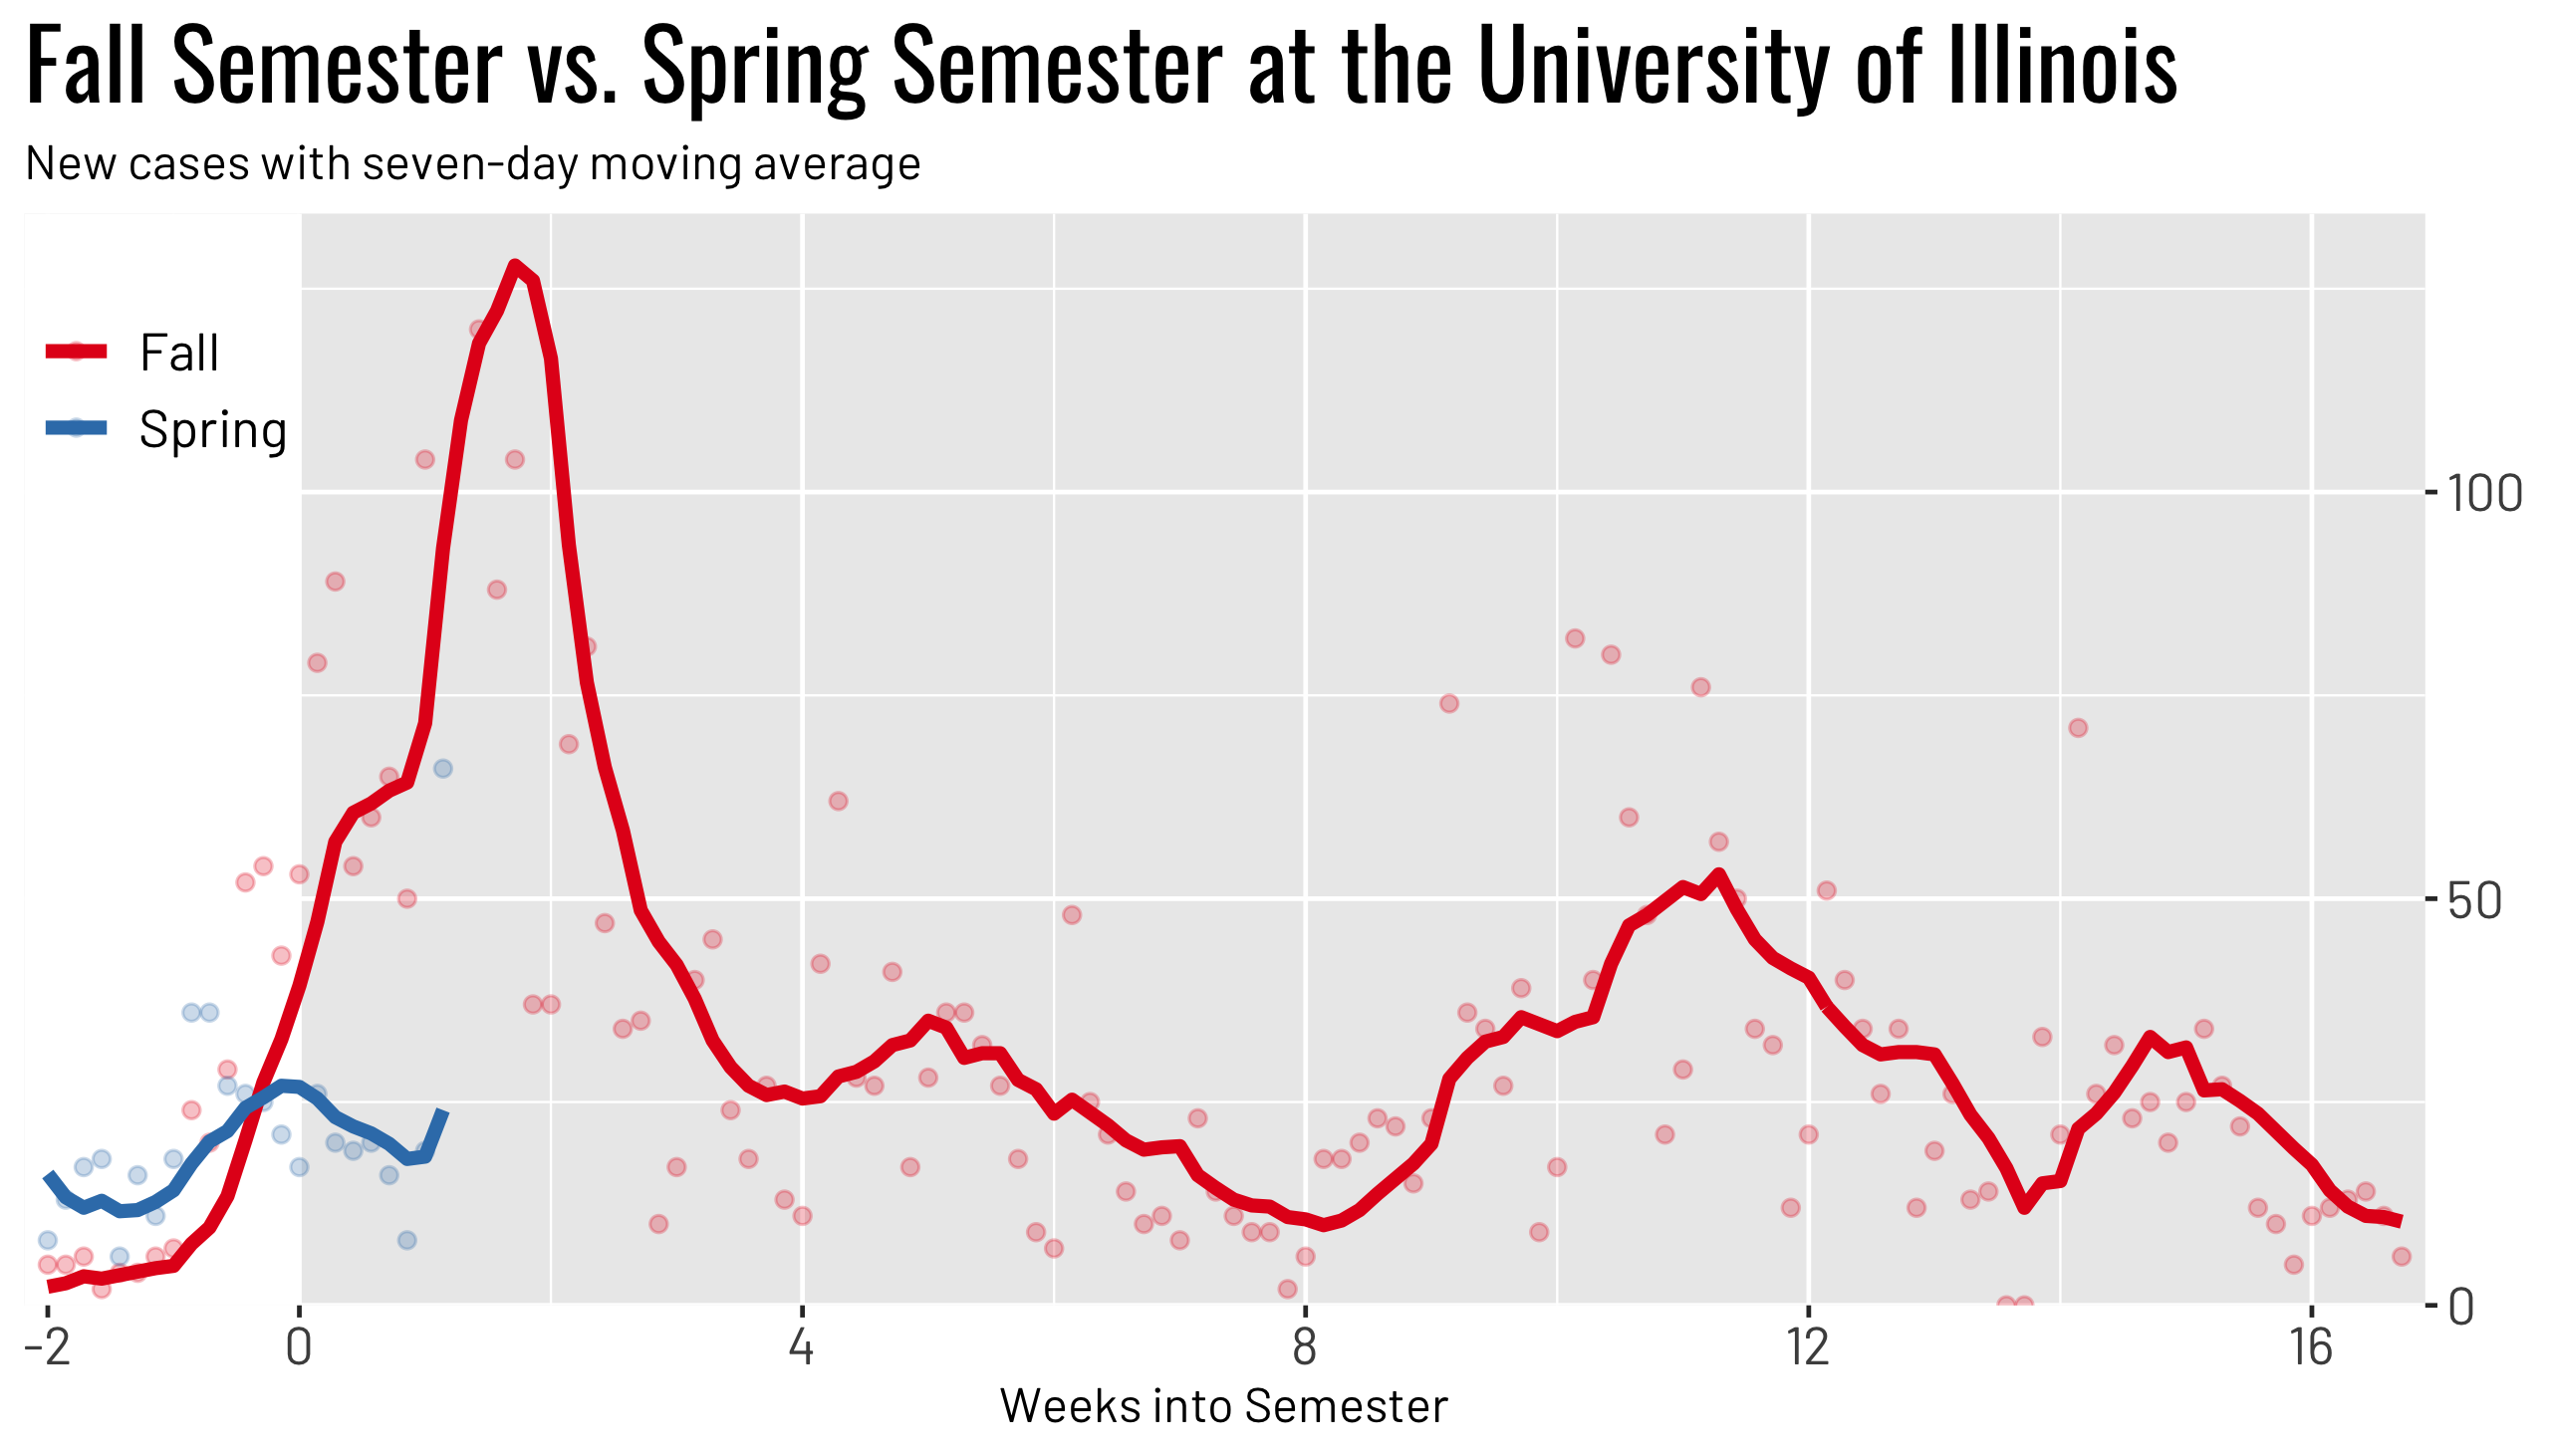 Fall Semester vs. Spring Semester at the University of Illinois
New cases with seven-day moving average
Fall
Spring
100
50
0
-2 0 4 8 12 16
Weeks into Semester